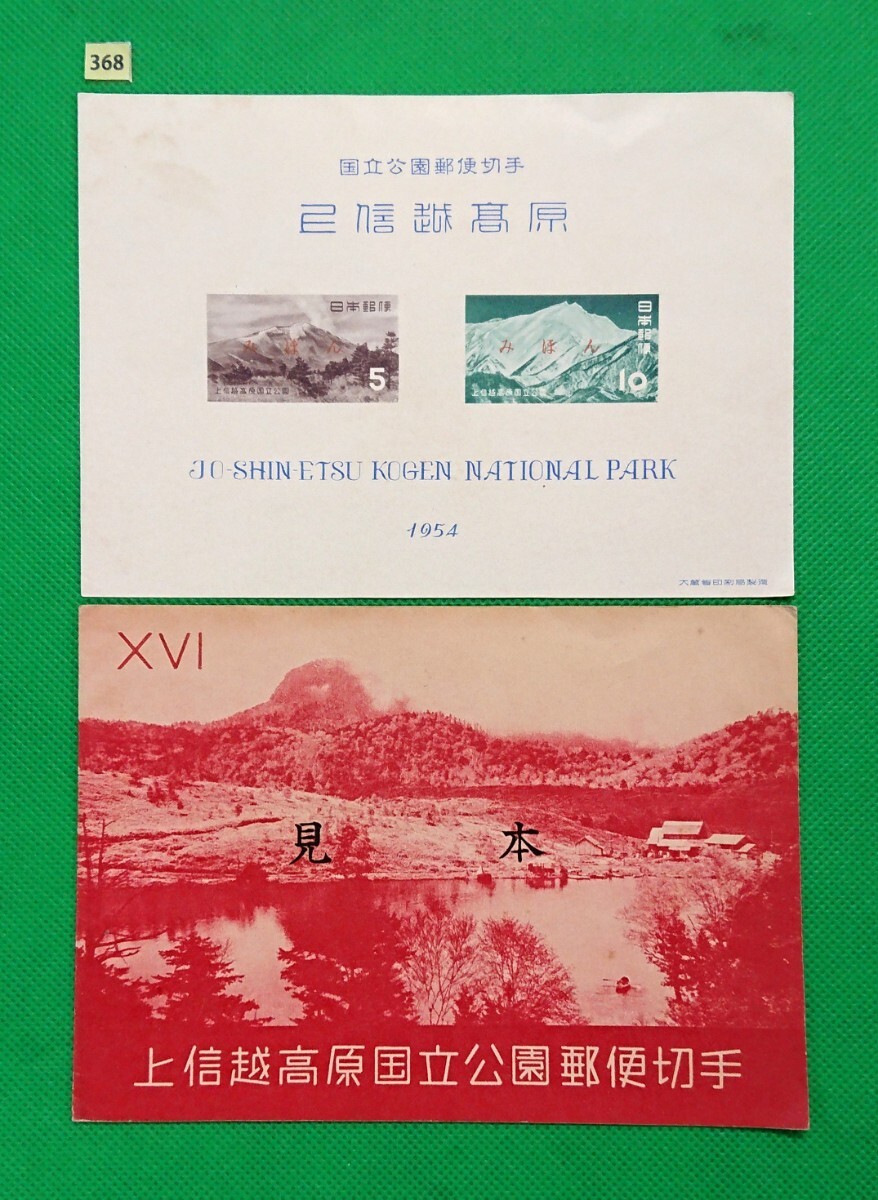 368
国立公園郵便切手
上信越高原
日本郵便
みほん
5
上信越高原国立公園
日本郵便
みほん
10
上信越高原国立公園
JO-SHIN-ETSU KOGEN NATIONAL PARK
1954
大蔵省印刷局製造
XVI
見本
上信越高原国立公園郵便切手